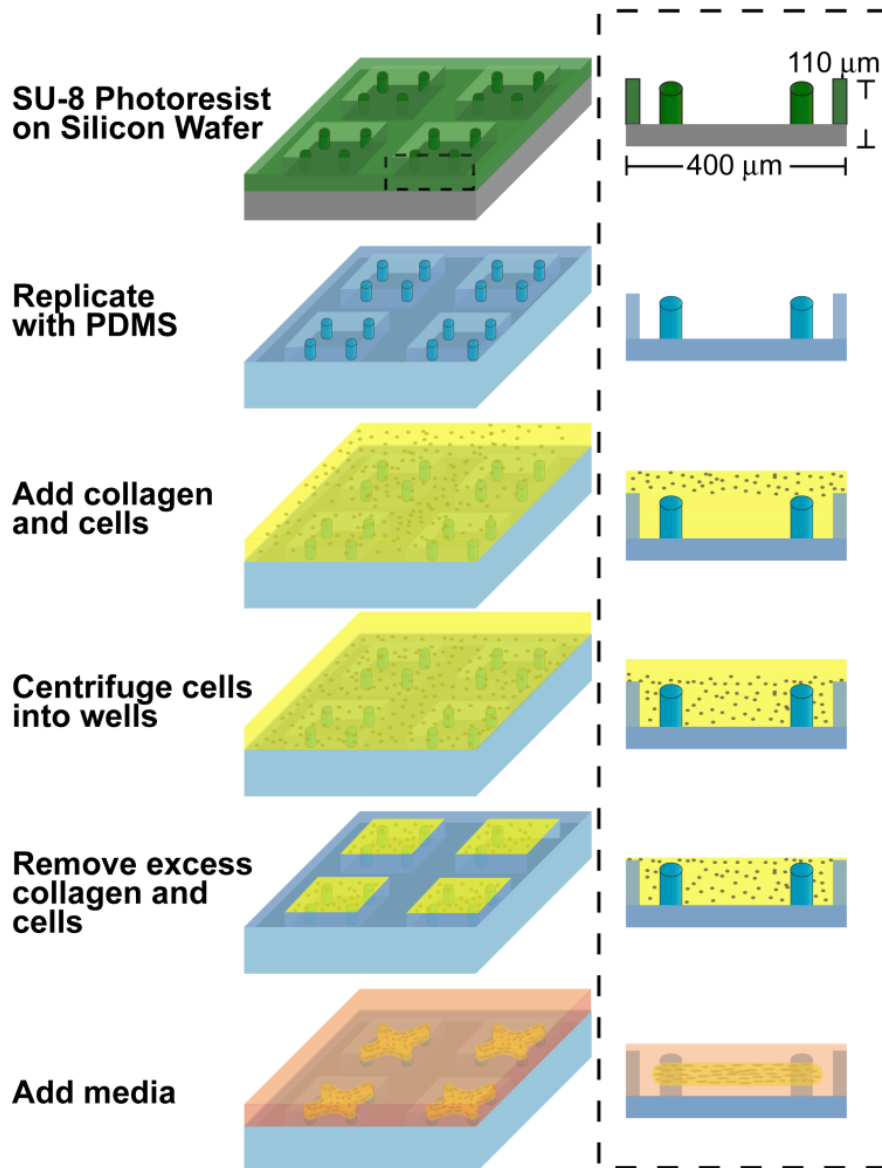 SU-8 Photoresist
on Silicon Wafer
110 μm
400 μm
Replicate
with PDMS
Add collagen
and cells
Centrifuge cells
into wells
Remove excess
collagen and
cells
Add media